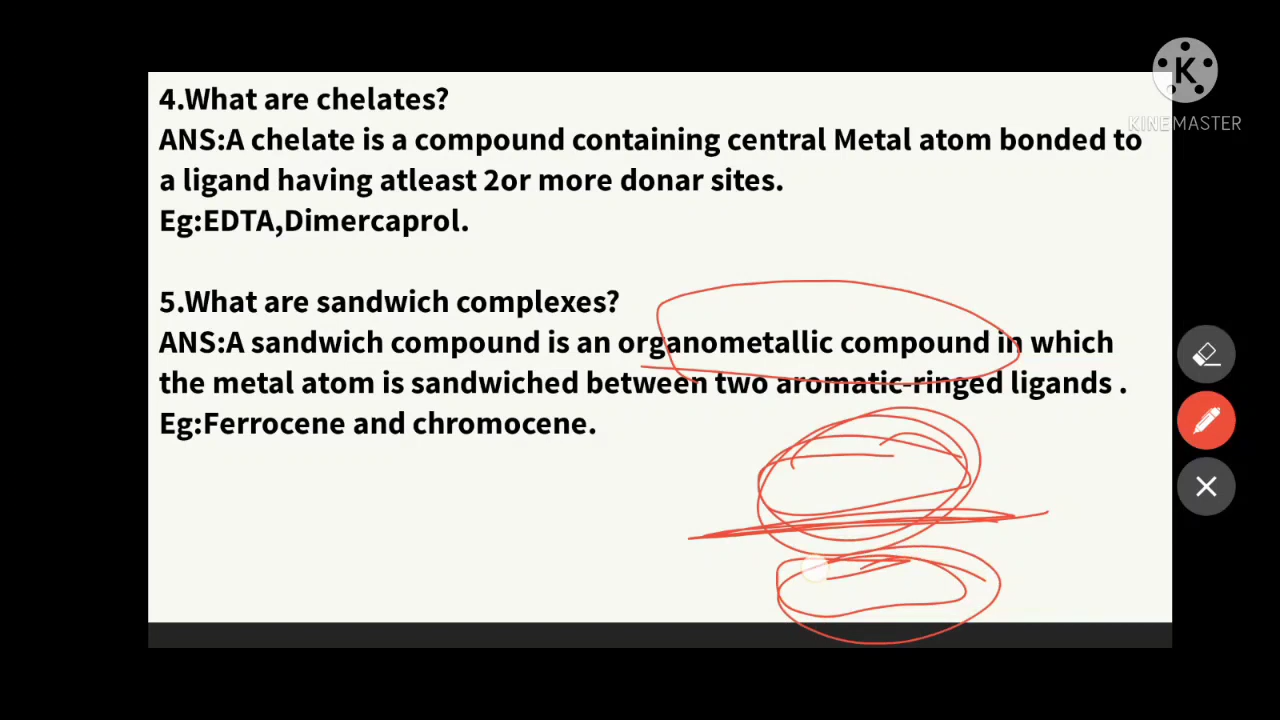 4.What are chelates?
ANS:A chelate is a compound containing central Metal atom bonded to
a ligand having atleast 2or more donar sites.
Eg:EDTA,Dimercaprol.
5.What are sandwich complexes?
ANS:A sandwich compound is an organometallic compound in which
the metal atom is sandwiched between two aromatic-ringed ligands .
Eg:Ferrocene and chromocene.
K
KINEMASTER